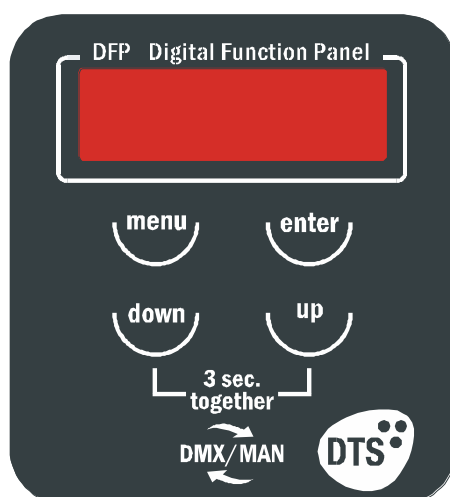 DFP Digital Function Panel
menu enter
down up
3 sec.
together
DMX/MAN
DTS